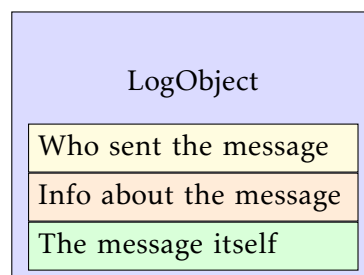 LogObject
Who sent the message
Info about the message
The message itself